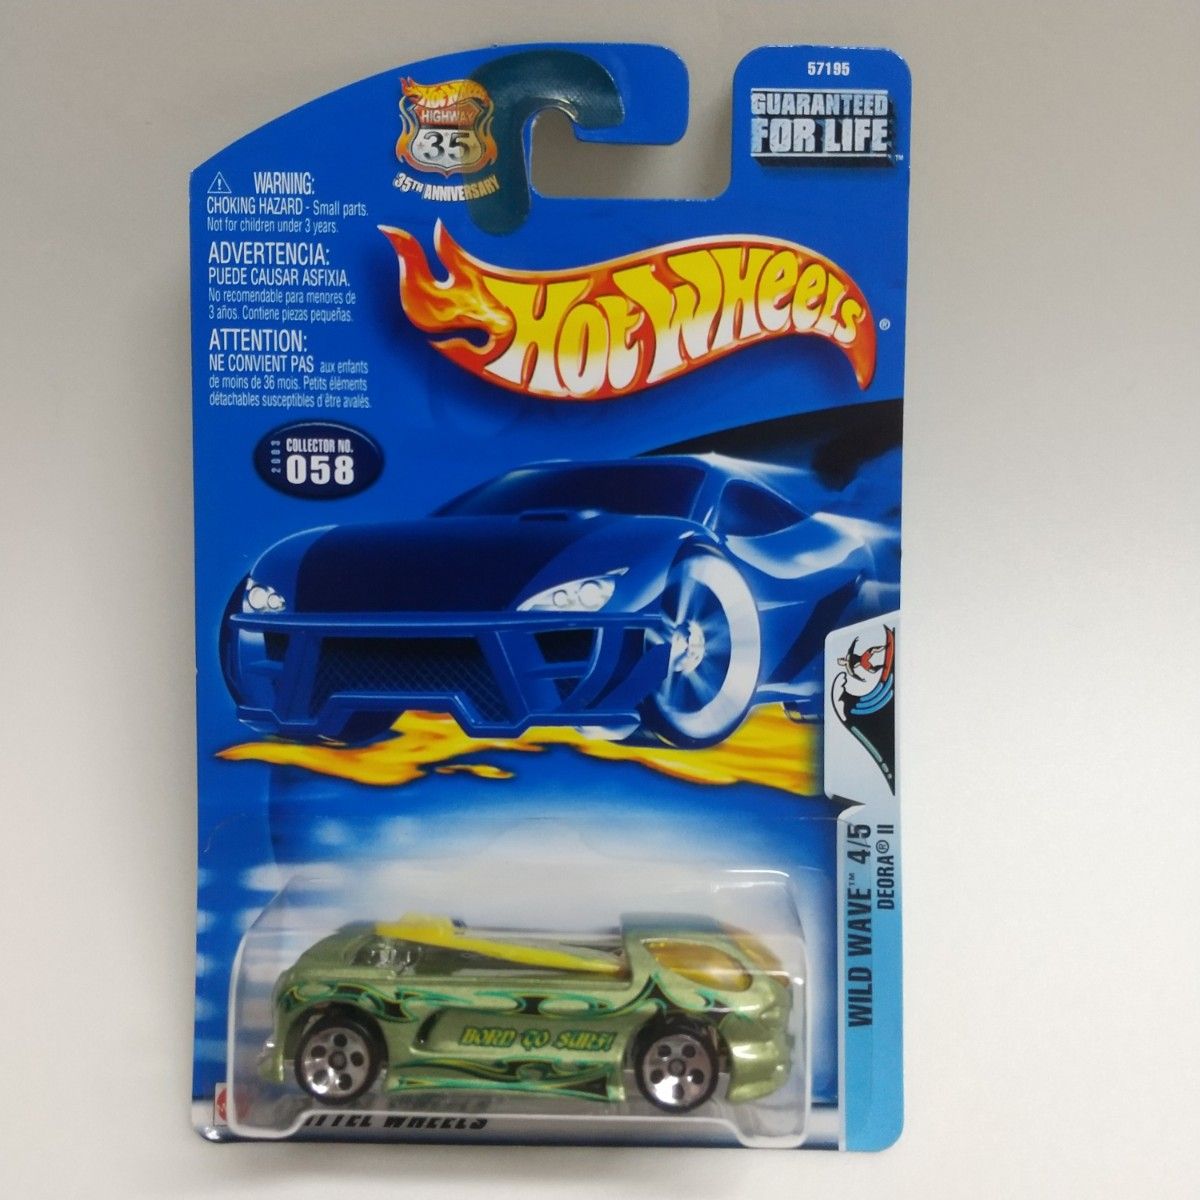 57195
GUARANTEED
FOR LIFE™
Hot Wheels
HIGHWAY
35
35TH ANNIVERSARY
WARNING:
CHOKING HAZARD - Small parts.
Not for children under 3 years.
ADVERTENCIA:
PUEDE CAUSAR ASFIXIA.
No recomendable para menores de
3 años. Contiene piezas pequeñas.
ATTENTION:
NE CONVIENT PAS aux enfants
de moins de 36 mois. Petits éléments
détachables susceptibles d'être avalés.
Hot Wheels®
2003
COLLECTOR NO.
058
WILD WAVE™ 4/5
DEORA® II
BORN TO SURF!
WHEELS